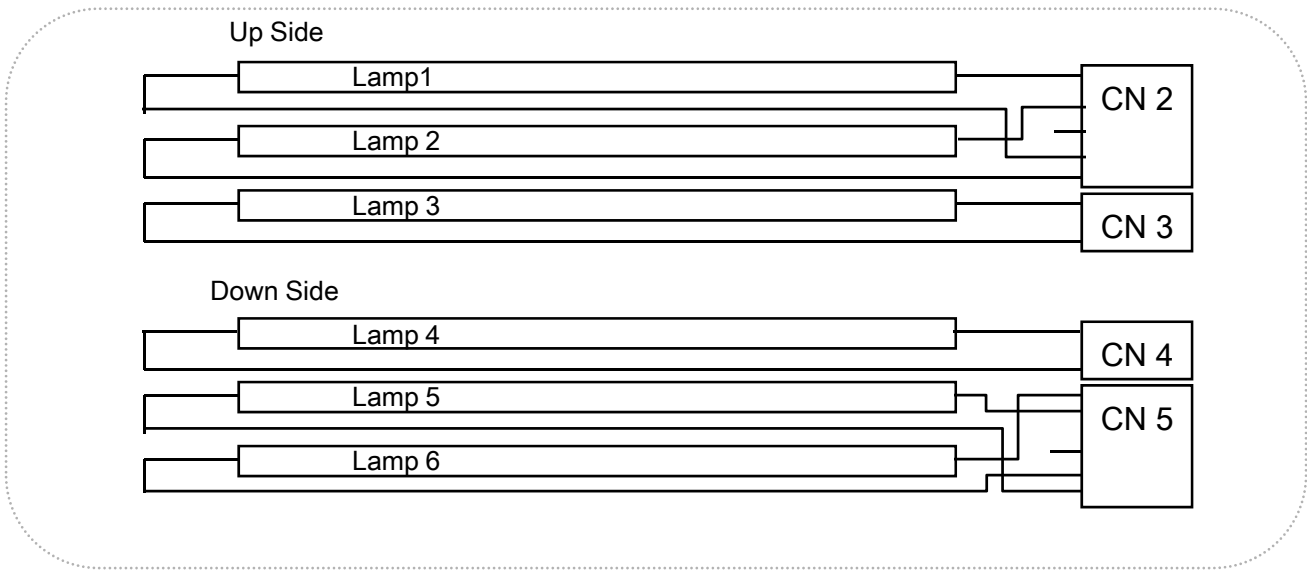 Up Side
Lamp1
CN 2
Lamp 2
Lamp 3
CN 3
Down Side
Lamp 4
CN 4
Lamp 5
CN 5
Lamp 6